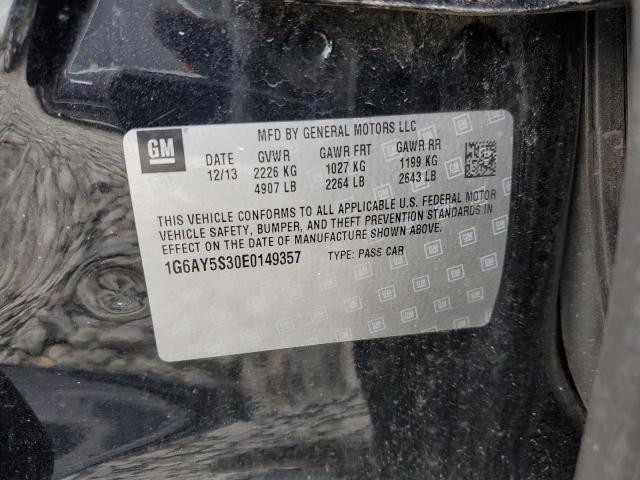 GM
MFD BY GENERAL MOTORS LLC
DATE GVWR GAWR FRT GAWR RR
12/13 2226 KG 1027 KG 1199 KG
4907 LB 2264 LB 2643 LB
THIS VEHICLE CONFORMS TO ALL APPLICABLE U.S. FEDERAL MOTOR
VEHICLE SAFETY, BUMPER, AND THEFT PREVENTION STANDARDS IN
EFFECT ON THE DATE OF MANUFACTURE SHOWN ABOVE.
1G6AY5S30E0149357 TYPE: PASS CAR